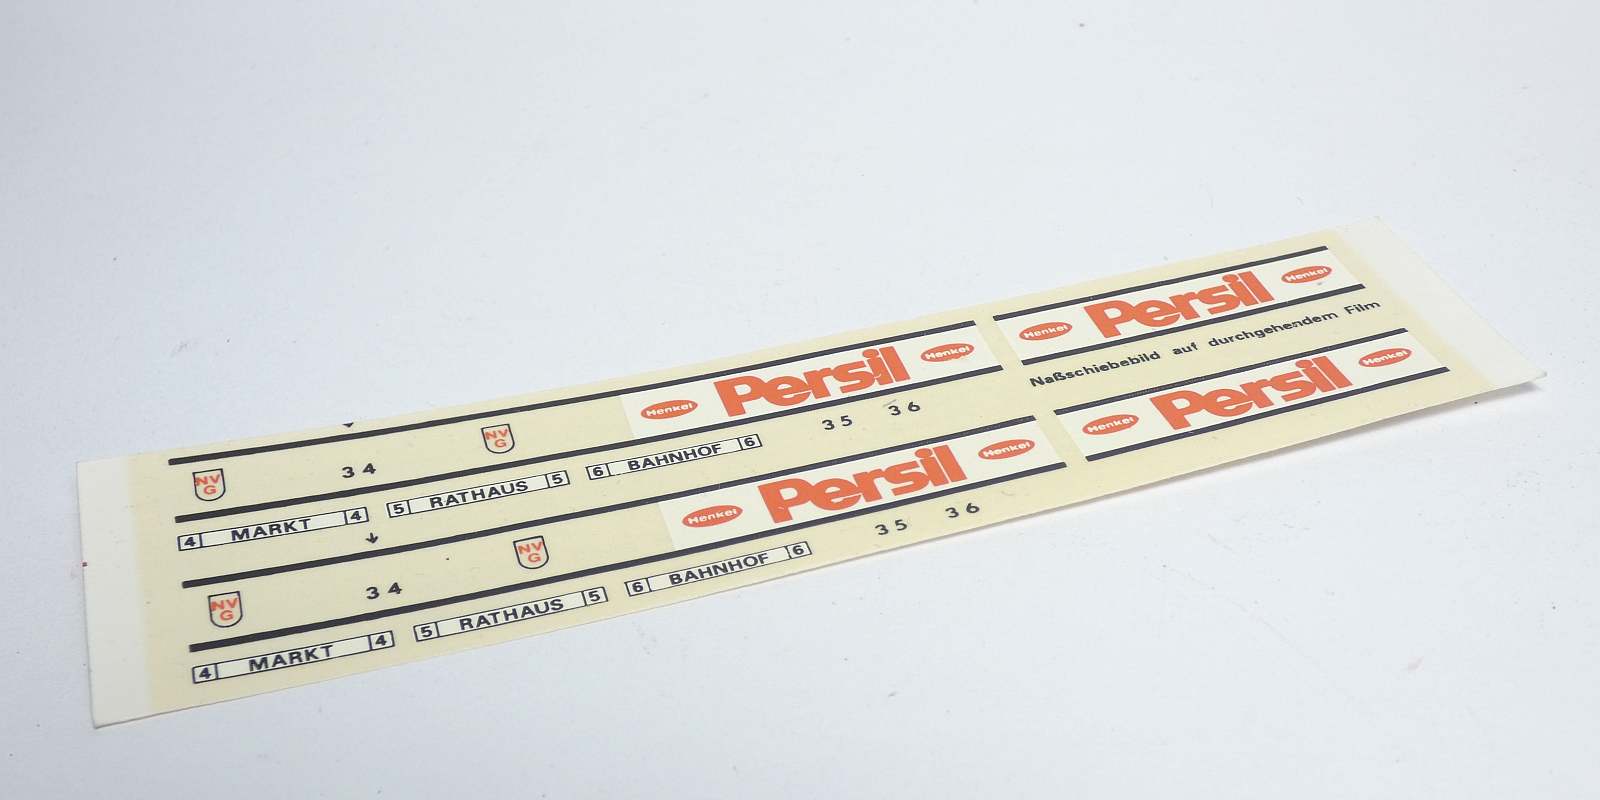 Henkel Persil Henkel
Henkel Persil Henkel
NVG 34 NVG
35 36
Naßschiebebild auf durchgehendem Film
4 MARKT 4 5 RATHAUS 5 6 BAHNHOF 6
Henkel Persil Henkel
Henkel Persil Henkel
NVG 34 NVG
35 36
4 MARKT 4 5 RATHAUS 5 6 BAHNHOF 6